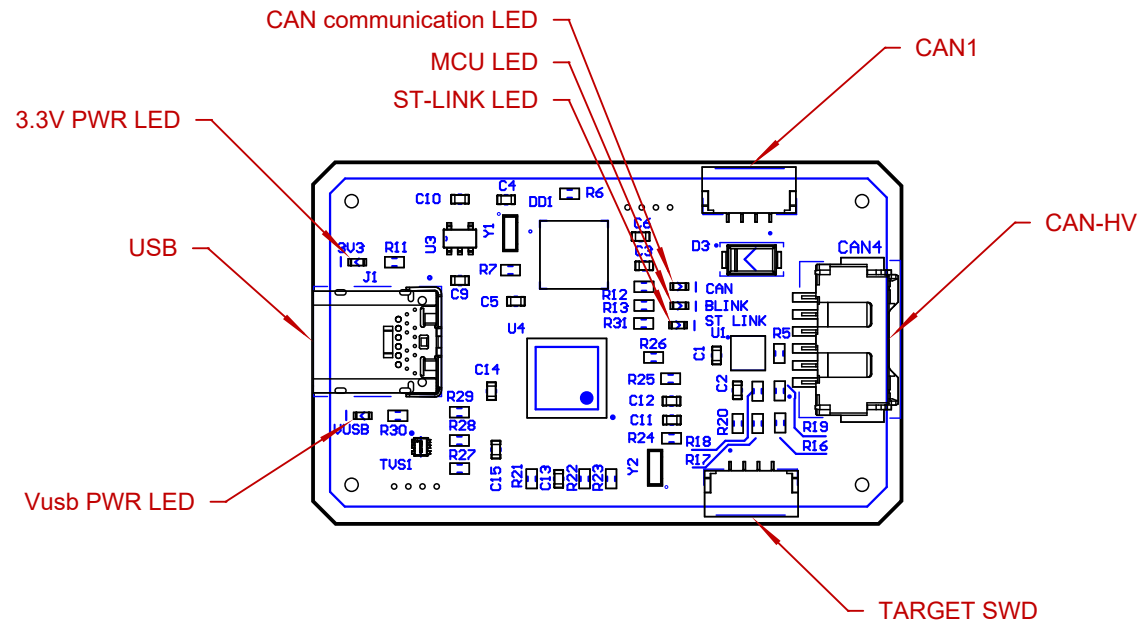 CAN communication LED
MCU LED
ST-LINK LED
CAN1
3.3V PWR LED
USB
CAN-HV
C10
C4
DD1
R6
U3
Y1
C6
C3
D3
CAN4
3V3
R11
J1
R7
C9
C5
R12
R13
R31
CAN
BLINK
ST LINK
U4
U1
R5
R26
C1
C14
R25
C2
C12
C11
R24
R29
R28
R27
R30
VUSB
TVS1
C15
R21
C13
R22
R23
Y2
R20
R18
R17
R19
R16
Vusb PWR LED
TARGET SWD